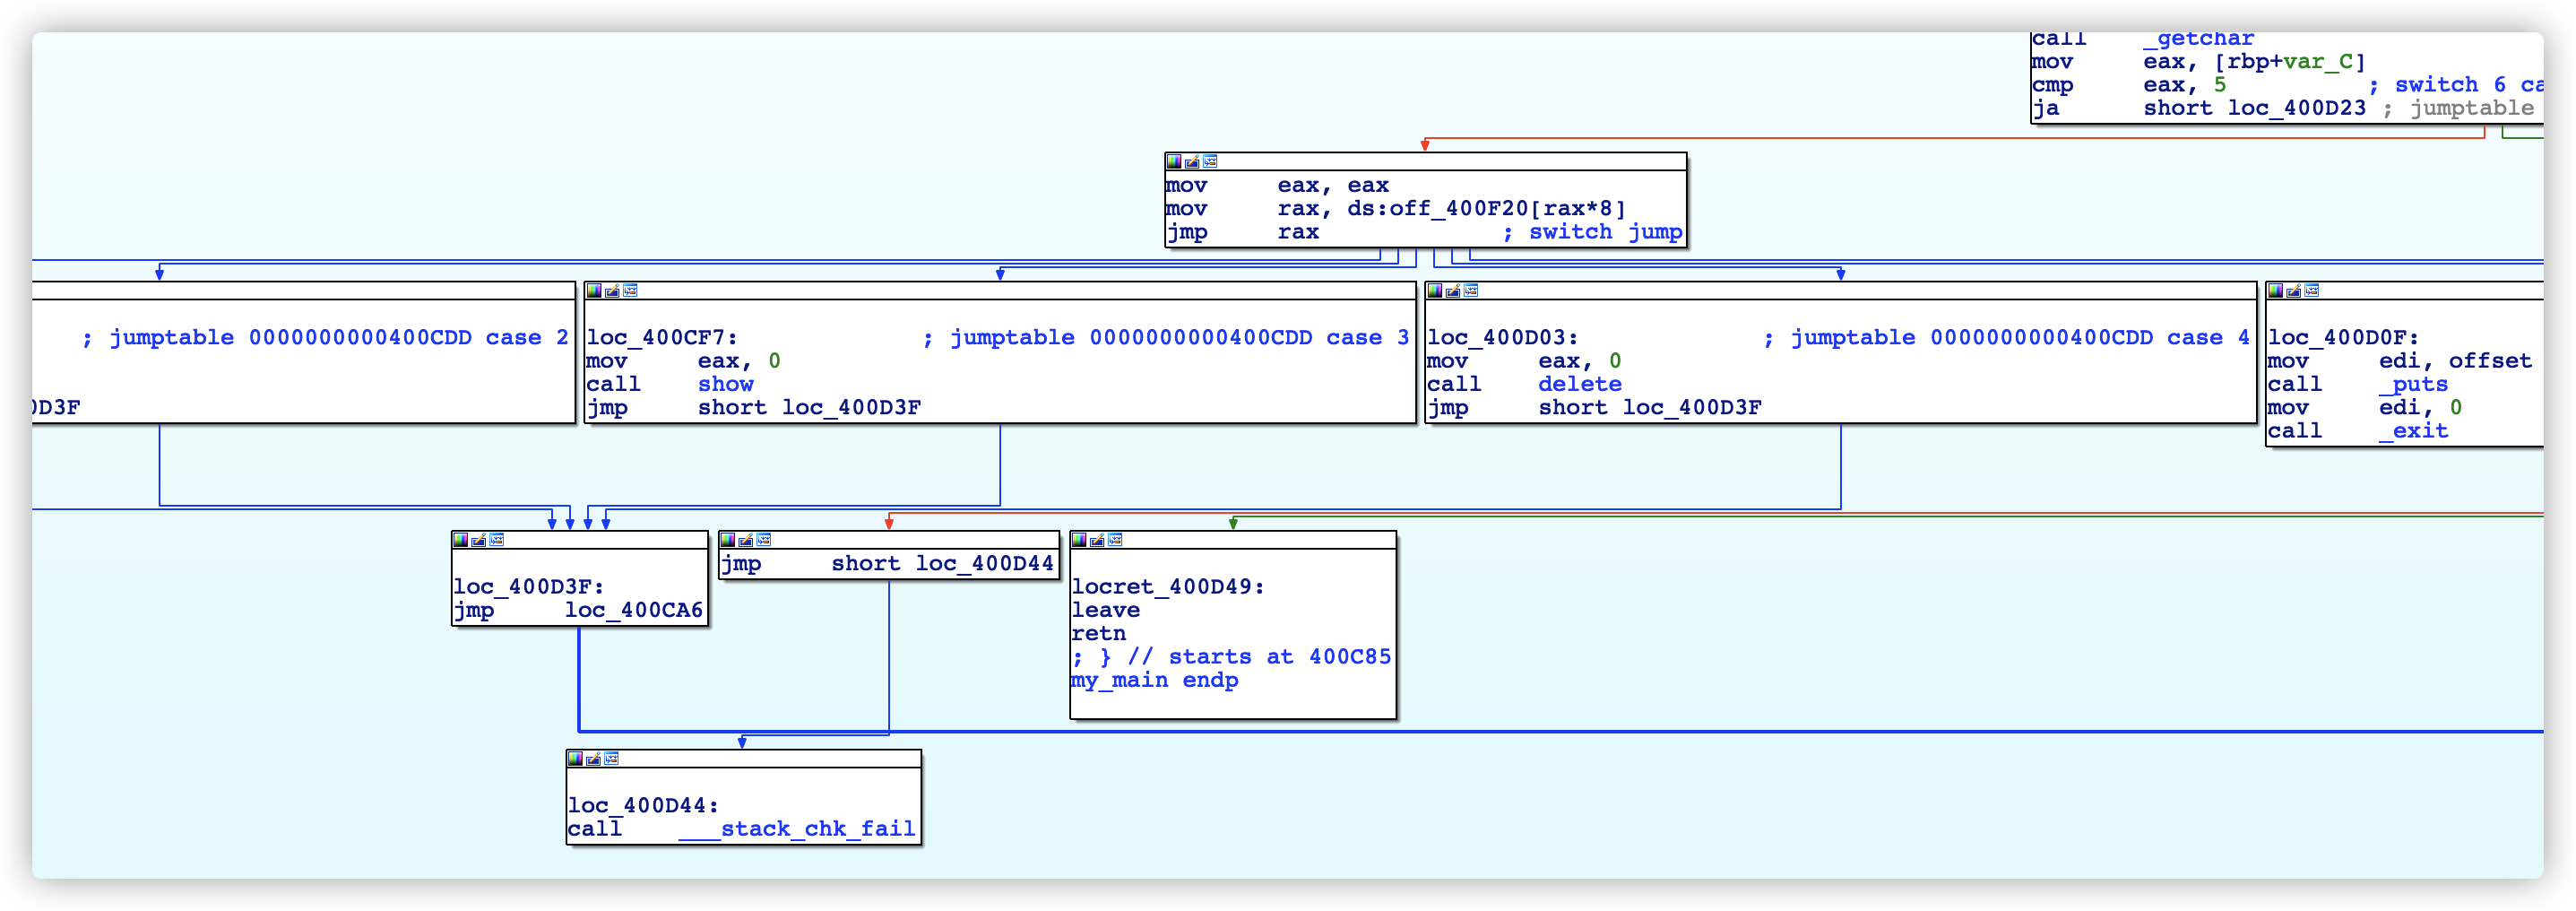 call _getchar
mov eax, [rbp+var_C]
cmp eax, 5 ; switch 6 ca
ja short loc_400D23 ; jumptable
mov eax, eax
mov rax, ds:off_400F20[rax*8]
jmp rax ; switch jump
; jumptable 0000000000400CDD case 2
0D3F
loc_400CF7: ; jumptable 0000000000400CDD case 3
mov eax, 0
call show
jmp short loc_400D3F
loc_400D03: ; jumptable 0000000000400CDD case 4
mov eax, 0
call delete
jmp short loc_400D3F
loc_400D0F:
mov edi, offset
call _puts
mov edi, 0
call _exit
loc_400D3F:
jmp loc_400CA6
jmp short loc_400D44
locret_400D49:
leave
retn
; } // starts at 400C85
my_main endp
loc_400D44:
call ___stack_chk_fail